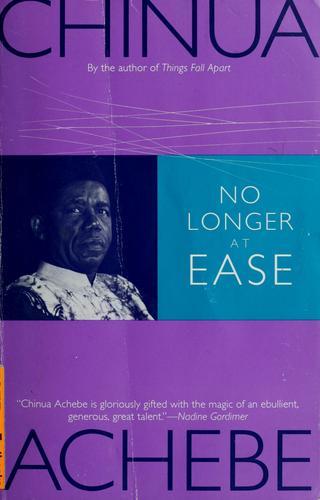 CHINUA
By the author of Things Fall Apart
NO
LONGER
AT
EASE
“Chinua Achebe is gloriously gifted with the magic of an ebullient,
generous, great talent.”—Nadine Gordimer
ACHEBE